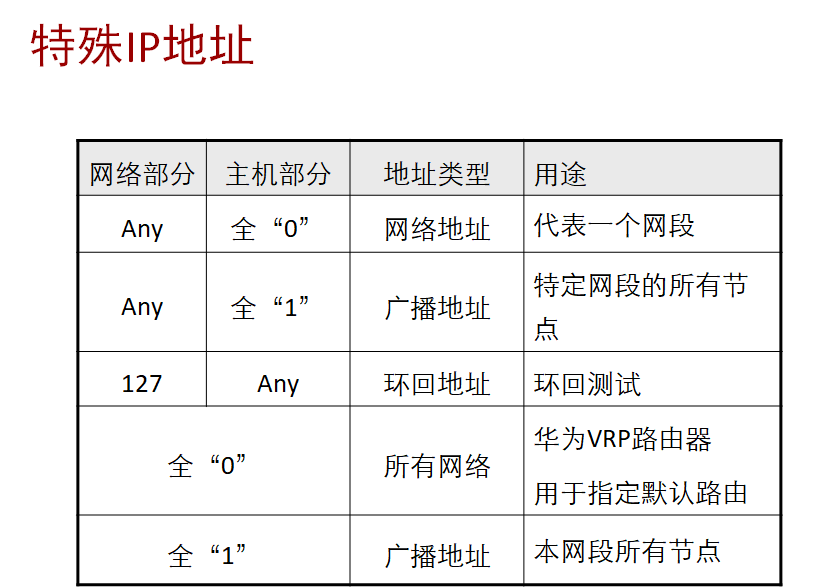 特殊IP地址
网络部分 主机部分 地址类型 用途
Any 全“0” 网络地址 代表一个网段
Any 全“1” 广播地址 特定网段的所有节
点
127 Any 环回地址 环回测试
全“0” 所有网络 华为VRP路由器
用于指定默认路由
全“1” 广播地址 本网段所有节点